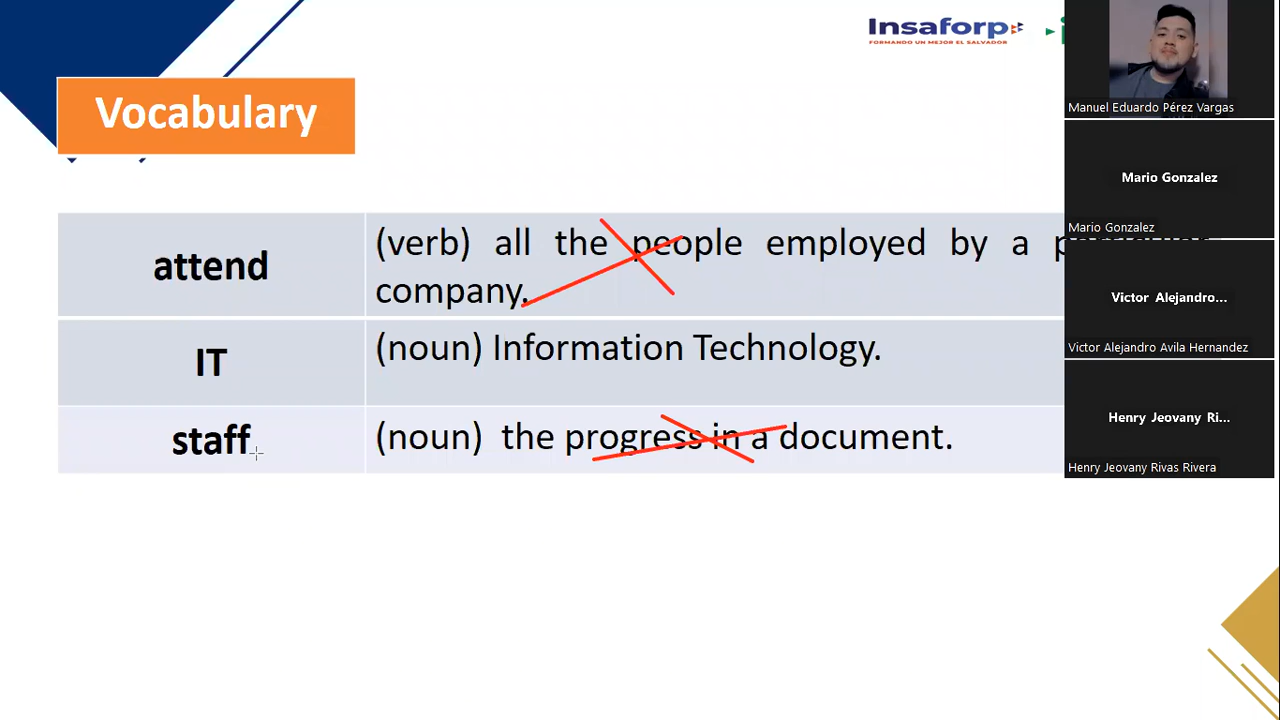 Insaforp
FORMANDO UN MEJOR EL SALVADOR
Vocabulary
attend
(verb) all the people employed by a
company.
IT
(noun) Information Technology.
staff
(noun) the progress in a document.
Manuel Eduardo Pérez Vargas
Mario Gonzalez
Mario Gonzalez
Victor Alejandro...
Victor Alejandro Avila Hernandez
Henry Jeovany Ri...
Henry Jeovany Rivas Rivera